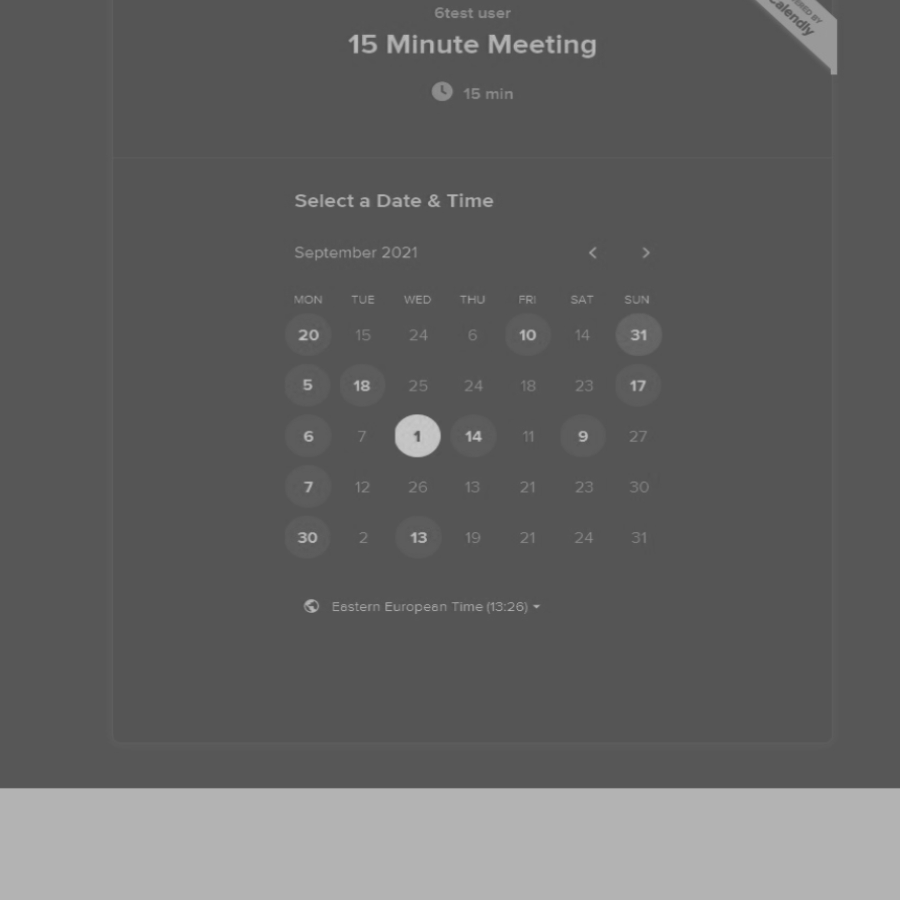 6test user
15 Minute Meeting
15 min
Calendly
Select a Date & Time
September 2021
MON TUE WED THU FRI SAT SUN
20 15 24 6 10 14 31
5 18 25 24 18 23 17
6 7 1 14 11 9 27
7 12 26 13 21 23 30
30 2 13 19 21 24 31
Eastern European Time (13:26)